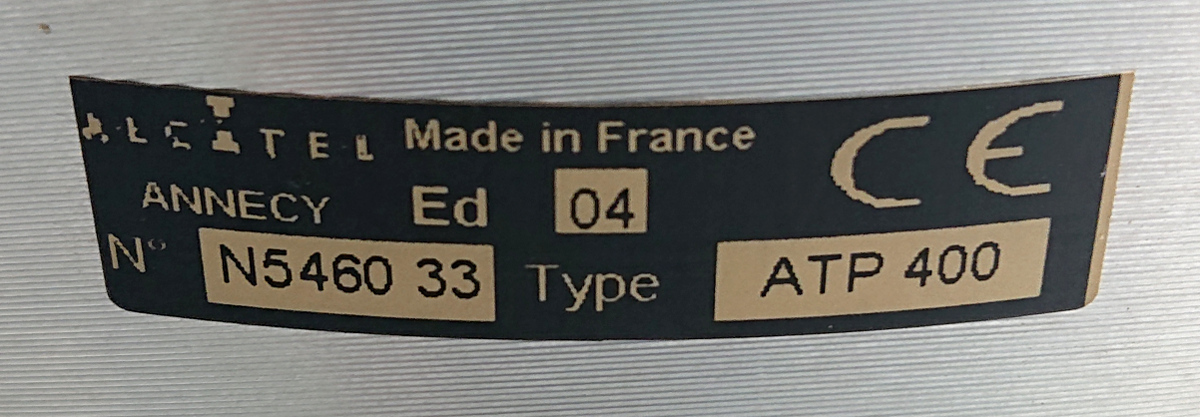 ALCATEL Made in France CE
ANNECY Ed 04
N° N5460 33 Type ATP 400